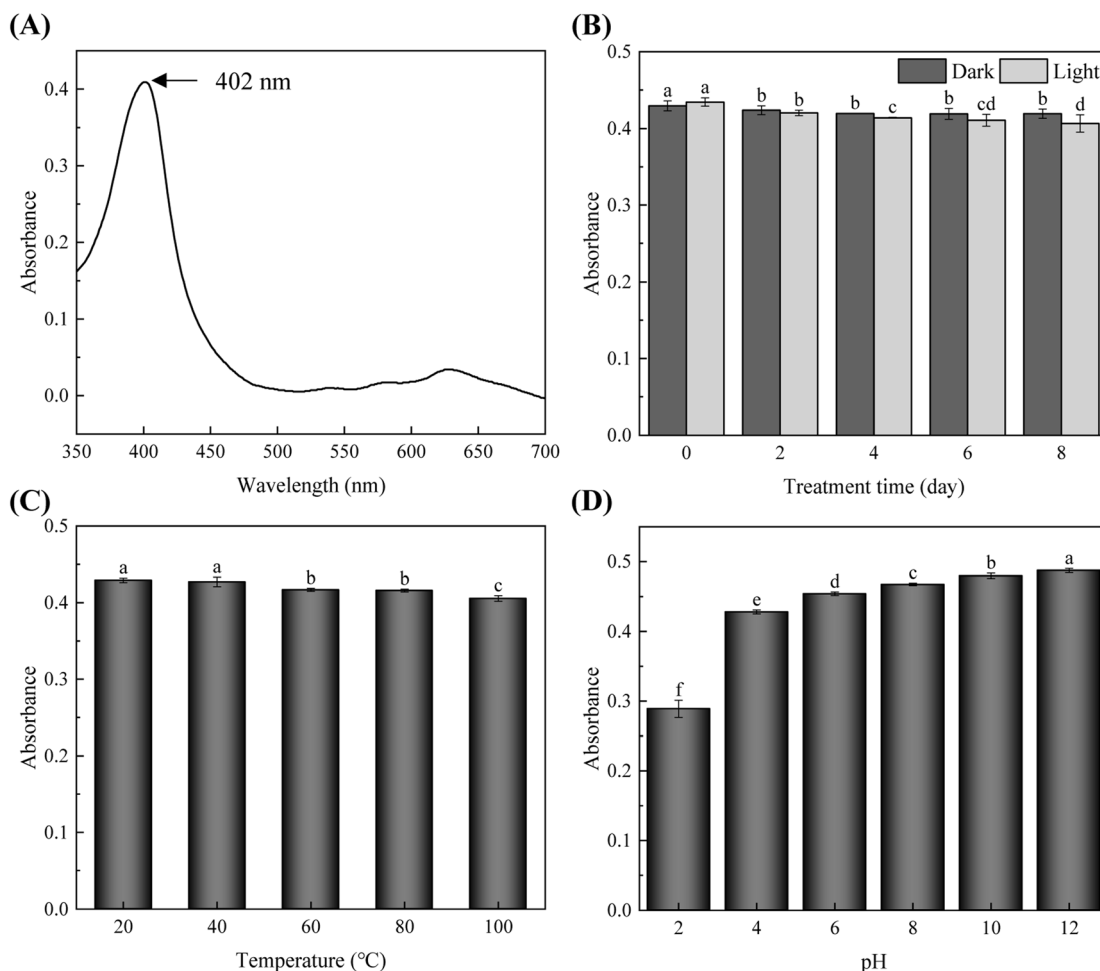 (A)
402 nm
0.4
0.3
0.2
0.1
0.0
Absorbance
350 400 450 500 550 600 650 700
Wavelength (nm)
(B)
Dark Light
0.5
0.4
0.3
0.2
0.1
0.0
Absorbance
a a b b b c b cd b d
0 2 4 6 8
Treatment time (day)
(C)
0.5
0.4
0.3
0.2
0.1
0.0
Absorbance
a a b b c
20 40 60 80 100
Temperature (℃)
(D)
0.5
0.4
0.3
0.2
0.1
0.0
Absorbance
f e d c b a
2 4 6 8 10 12
pH